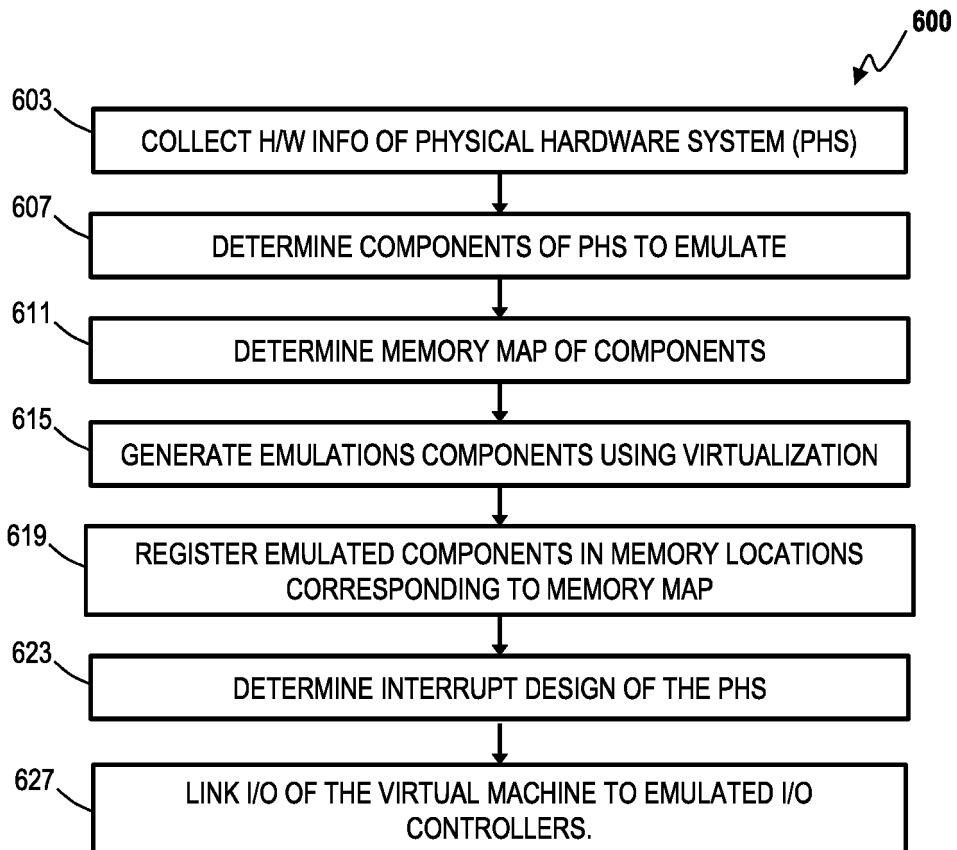 600
603
COLLECT H/W INFO OF PHYSICAL HARDWARE SYSTEM (PHS)
607
DETERMINE COMPONENTS OF PHS TO EMULATE
611
DETERMINE MEMORY MAP OF COMPONENTS
615
GENERATE EMULATIONS COMPONENTS USING VIRTUALIZATION
619
REGISTER EMULATED COMPONENTS IN MEMORY LOCATIONS
CORRESPONDING TO MEMORY MAP
623
DETERMINE INTERRUPT DESIGN OF THE PHS
627
LINK I/O OF THE VIRTUAL MACHINE TO EMULATED I/O
CONTROLLERS.